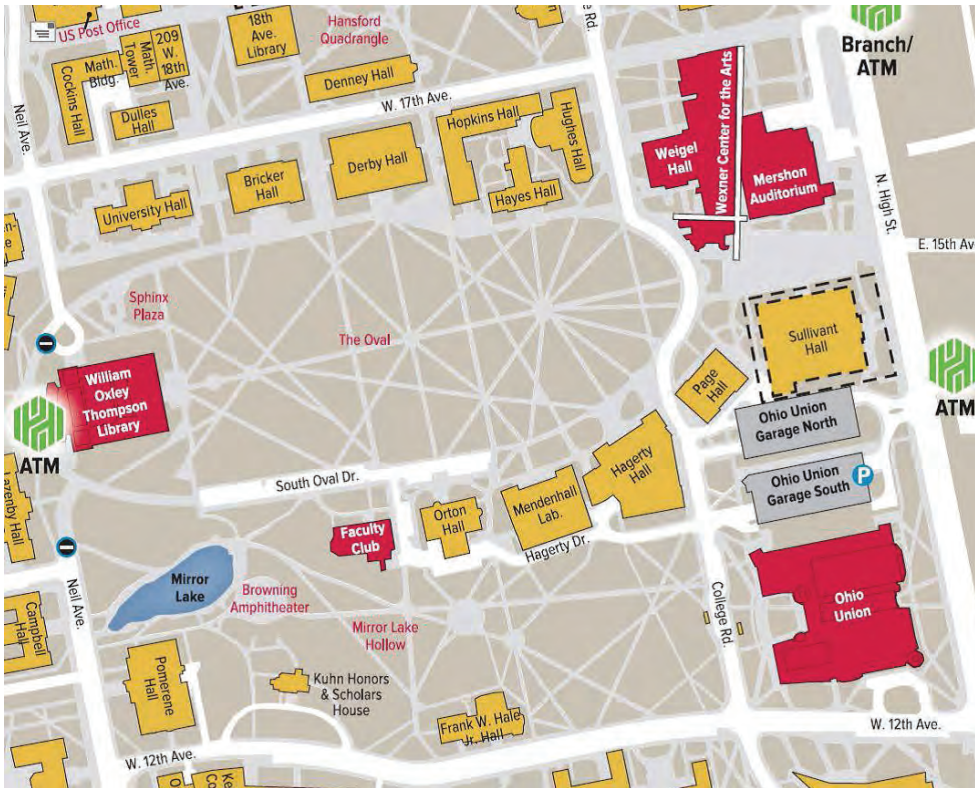 US Post Office
18th
Ave.
Library
Hansford
Quadrangle
Rd.
Branch/
ATM
Math.
Tower
209
W.
18th
Ave.
Math.
Bldg.
Cockins Hall
Dulles
Hall
Denney Hall
W. 17th Ave.
Neil Ave.
Hopkins Hall
Hughes Hall
Derby Hall
Bricker
Hall
University Hall
Hayes Hall
Weigel
Hall
Wexner Center for the Arts
Mershon
Auditorium
N. High St.
E. 15th Av
Sphinx
Plaza
The Oval
Sullivant
Hall
Page
Hall
William
Oxley
Thompson
Library
ATM
ATM
Ohio Union
Garage North
Ohio Union
Garage South
P
Hagerty
Hall
Mendenhall
Lab.
South Oval Dr.
Orton
Hall
Faculty
Club
Hagerty Dr.
Lazenby Hall
Mirror
Lake
Browning
Amphitheater
Mirror Lake
Hollow
Neil Ave.
Campbell
Hall
College Rd.
Ohio
Union
Pomerene
Hall
Kuhn Honors
& Scholars
House
Frank W. Hale
Jr. Hall
W. 12th Ave.
W. 12th Ave.